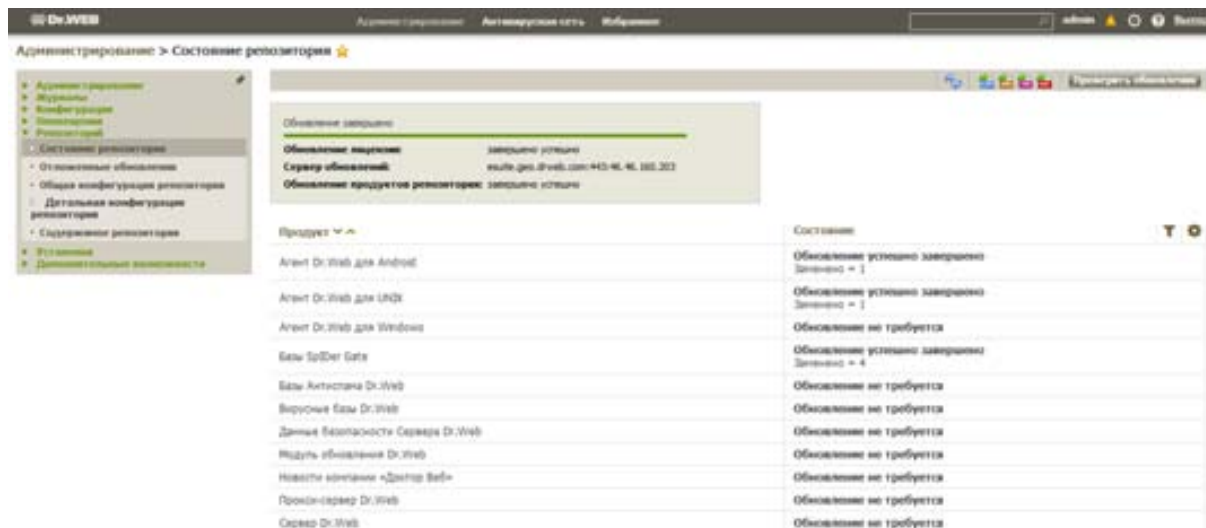 Dr.WEB
Администрирование Антивирусная сеть Избранное admin
Администрирование > Состояние репозитория
Проверить обновления
Администрирование
Журналы
Конфигурация
Репозиторий
Состояние репозитория
Отложенные обновления
Общая конфигурация репозитория
Детальная конфигурация
репозитория
Содержимое репозитория
Установки
Дополнительные возможности
Обновление завершено
Обновление лицензии: завершено успешно
Сервер обновлений:
Обновление продуктов репозитория: завершено успешно
Продукт Состояние
Агент Dr.Web для Android Обновление успешно завершено
Заменено = 1
Агент Dr.Web для UNIX Обновление успешно завершено
Заменено = 1
Агент Dr.Web для Windows Обновление не требуется
Базы SpIDer Gate Обновление успешно завершено
Заменено = 4
Базы Антиспама Dr.Web Обновление не требуется
Вирусные базы Dr.Web Обновление не требуется
Данные безопасности Сервера Dr.Web Обновление не требуется
Модуль обновления Dr.Web Обновление не требуется
Новости компании «Доктор Веб» Обновление не требуется
Прокси-сервер Dr.Web Обновление не требуется
Сервер Dr.Web Обновление не требуется